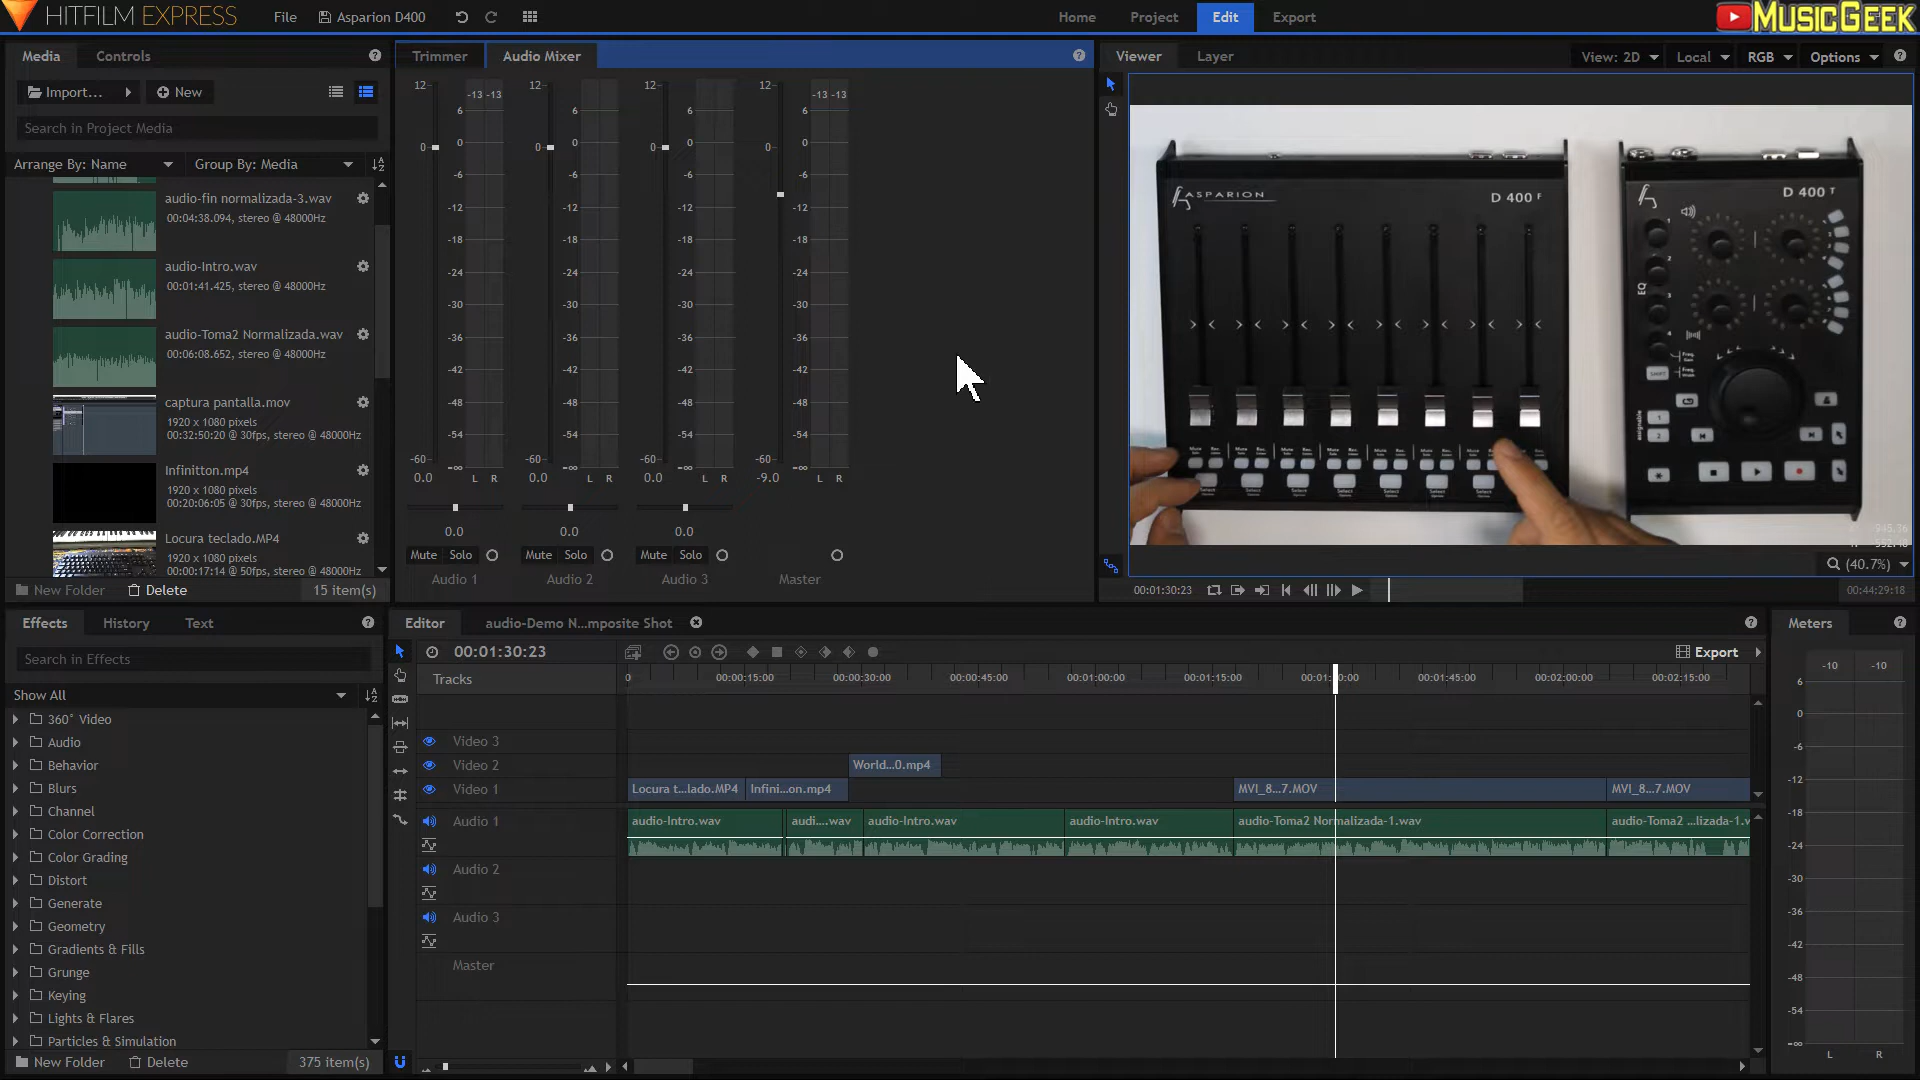 HITFILM EXPRESS
File
Asparion D400
Home
Project
Edit
Export
MusicGeek
Media
Controls
Import...
New
Search in Project Media
Arrange By: Name
Group By: Media
audio-fin normalizada-3.wav
00:04:38.094, stereo @ 48000Hz
audio-Intro.wav
00:01:41.425, stereo @ 48000Hz
audio-Toma2 Normalizada.wav
00:06:08.652, stereo @ 48000Hz
captura pantalla.mov
1920 x 1080 pixels
00:32:50:20 @ 30fps, stereo @ 48000Hz
Infinitton.mp4
1920 x 1080 pixels
00:20:06:05 @ 30fps, stereo @ 48000Hz
Locura teclado.MP4
1920 x 1080 pixels
00:00:17:14 @ 50fps, stereo @ 48000Hz
New Folder
Delete
15 item(s)
Trimmer
Audio Mixer
12
-13 -13
6
0
0
-6
-12
-18
-24
-30
-36
-42
-48
-54
-60
-∞
0.0
L R
0.0
Mute Solo
Audio 1
12
6
0
0
-6
-12
-18
-24
-30
-36
-42
-48
-54
-60
-∞
0.0
L R
0.0
Mute Solo
Audio 2
12
6
0
0
-6
-12
-18
-24
-30
-36
-42
-48
-54
-60
-∞
0.0
L R
0.0
Mute Solo
Audio 3
12
-13 -13
6
0
0
-6
-12
-18
-24
-30
-36
-42
-48
-54
-60
-∞
-9.0
L R
Master
Viewer
Layer
View: 2D
Local
RGB
Options
ASPARION
D 400 F
D 400 T
EQ
(40.7%)
00:01:30:23
00:44:29:18
Effects
History
Text
Search in Effects
Show All
360° Video
Audio
Behavior
Blurs
Channel
Color Correction
Color Grading
Distort
Generate
Geometry
Gradients & Fills
Grunge
Keying
Lights & Flares
Particles & Simulation
New Folder
Delete
375 item(s)
Editor
audio-Demo N...mposite Shot
00:01:30:23
Export
Tracks
0
00:00:15:00
00:00:30:00
00:00:45:00
00:01:00:00
00:01:15:00
00:01:45:00
00:02:00:00
00:02:15:00
Video 3
Video 2
World...0.mp4
Video 1
Locura t...lado.MP4
Infini...on.mp4
MVI_8...7.MOV
MVI_8...7.MOV
Audio 1
audio-Intro.wav
audi....wav
audio-Intro.wav
audio-Intro.wav
audio-Toma2 Normalizada-1.wav
audio-Toma2 ...lizada-1.v
Audio 2
Audio 3
Master
Meters
-10 -10
6
0
-6
-12
-18
-24
-30
-36
-42
-48
-54
-∞
L R